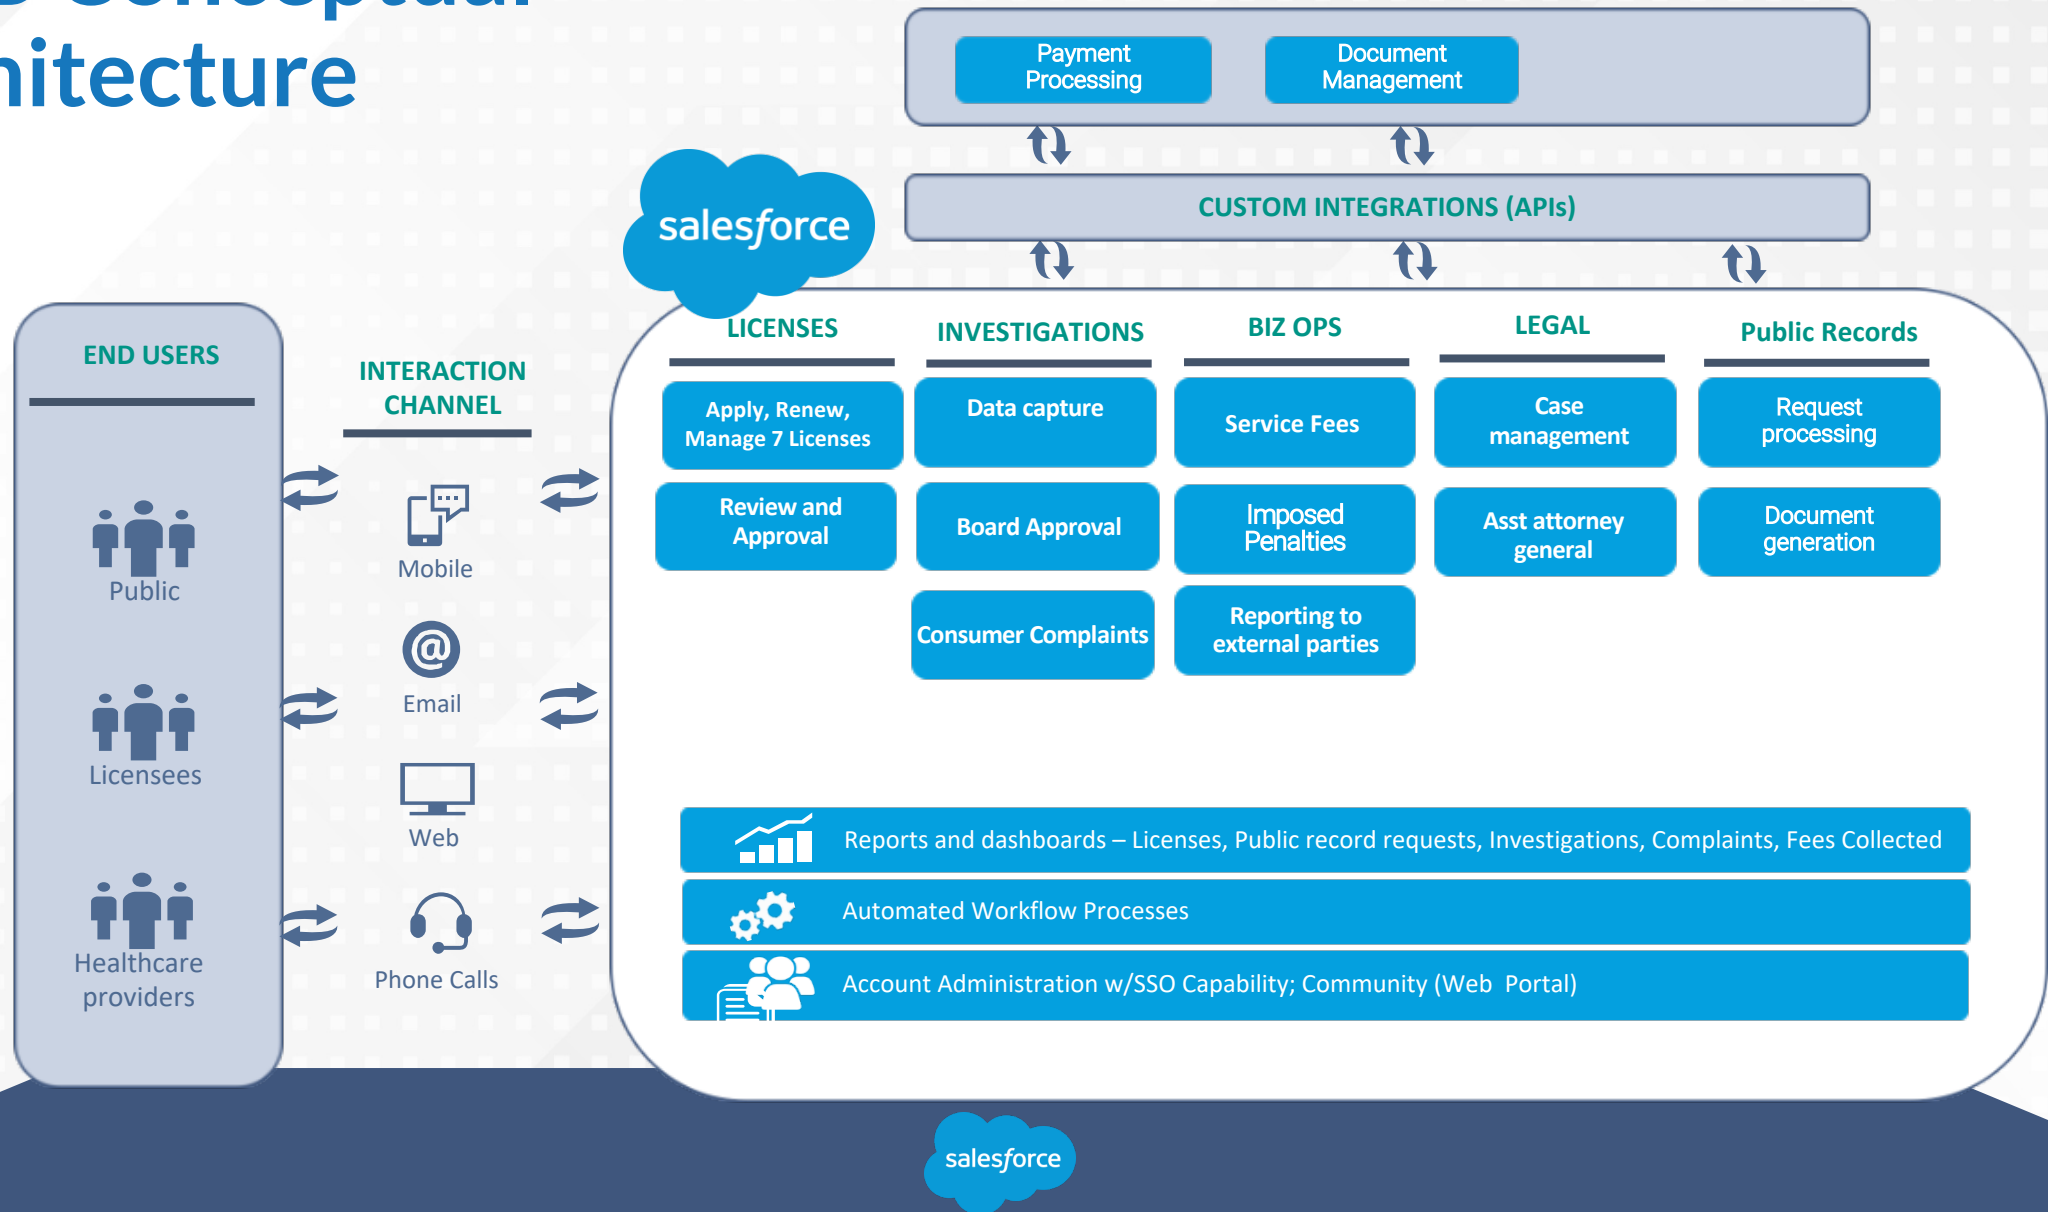 Conceptual
hitecture
Payment
Processing
Document
Management
CUSTOM INTEGRATIONS (APIs)
salesforce
END USERS
Public
Licensees
Healthcare
providers
INTERACTION
CHANNEL
Mobile
@
Email
Web
Phone Calls
LICENSES
Apply, Renew,
Manage 7 Licenses
Review and
Approval
INVESTIGATIONS
Data capture
Board Approval
Consumer Complaints
BIZ OPS
Service Fees
Imposed
Penalties
Reporting to
external parties
LEGAL
Case
management
Asst attorney
general
Public Records
Request
processing
Document
generation
Reports and dashboards – Licenses, Public record requests, Investigations, Complaints, Fees Collected
Automated Workflow Processes
Account Administration w/SSO Capability; Community (Web Portal)
salesforce